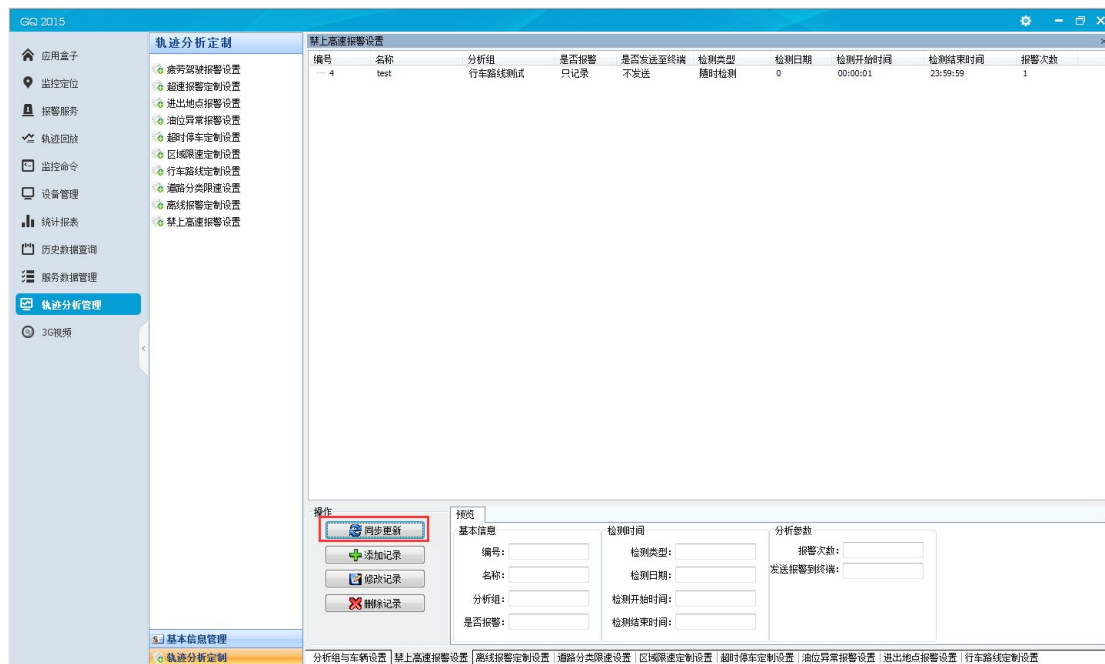 GQ 2015
应用盒子
监控定位
报警服务
轨迹回放
监控命令
设备管理
统计报表
历史数据查询
服务数据管理
轨迹分析管理
3G视频
轨迹分析定制
疲劳驾驶报警设置
超速报警定制设置
进出地点报警设置
油位异常报警设置
超时停车定制设置
区域限速定制设置
行车路线定制设置
道路分类限速设置
离线报警定制设置
禁上高速报警设置
基本信息管理
轨迹分析定制
禁上高速报警设置
编号 名称 分析组 是否报警 是否发送至终端 检测类型 检测日期 检测开始时间 检测结束时间 报警次数
4 test 行车路线测试 只记录 不发送 随时检测 0 00:00:01 23:59:59 1
操作
同步更新
添加记录
修改记录
删除记录
预览
基本信息 检测时间 分析参数
编号: 检测类型: 报警次数:
名称: 检测日期: 发送报警到终端:
分析组: 检测开始时间:
是否报警: 检测结束时间:
分析组与车辆设置 禁上高速报警设置 离线报警定制设置 道路分类限速设置 区域限速定制设置 超时停车定制设置 油位异常报警设置 进出地点报警设置 行车路线定制设置